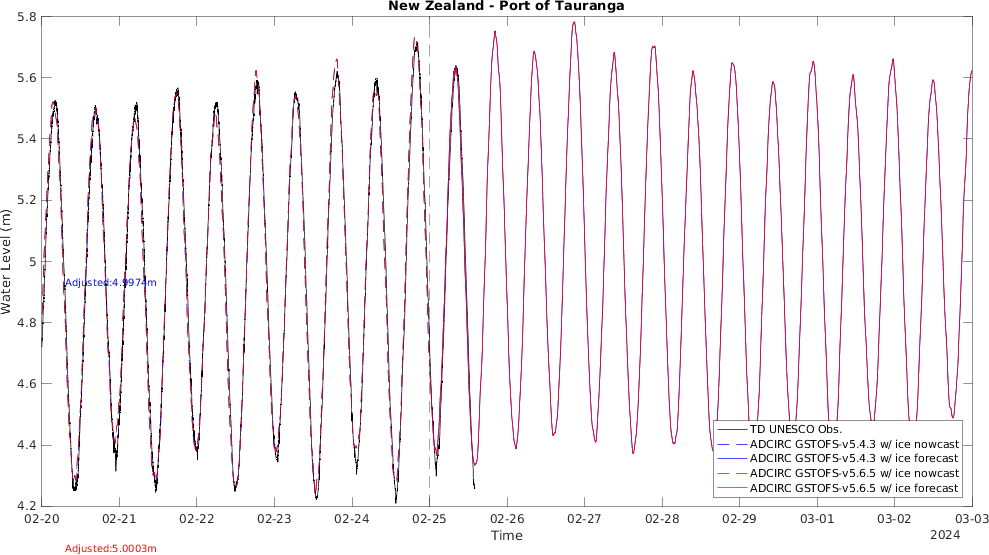 New Zealand - Port of Tauranga
5.8
5.6
5.4
5.2
5
4.8
4.6
4.4
4.2
Water Level (m)
Adjusted:4.9974m
TD UNESCO Obs.
ADCIRC GSTOFS-v5.4.3 w/ ice nowcast
ADCIRC GSTOFS-v5.4.3 w/ ice forecast
ADCIRC GSTOFS-v5.6.5 w/ ice nowcast
ADCIRC GSTOFS-v5.6.5 w/ ice forecast
02-20 02-21 02-22 02-23 02-24 02-25 02-26 02-27 02-28 02-29 03-01 03-02 03-03
Time
2024
Adjusted:5.0003m